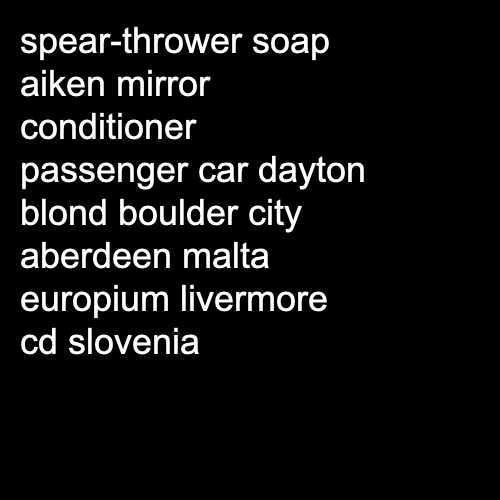 spear-thrower soap
aiken mirror
conditioner
passenger car dayton
blond boulder city
aberdeen malta
europium livermore
cd slovenia